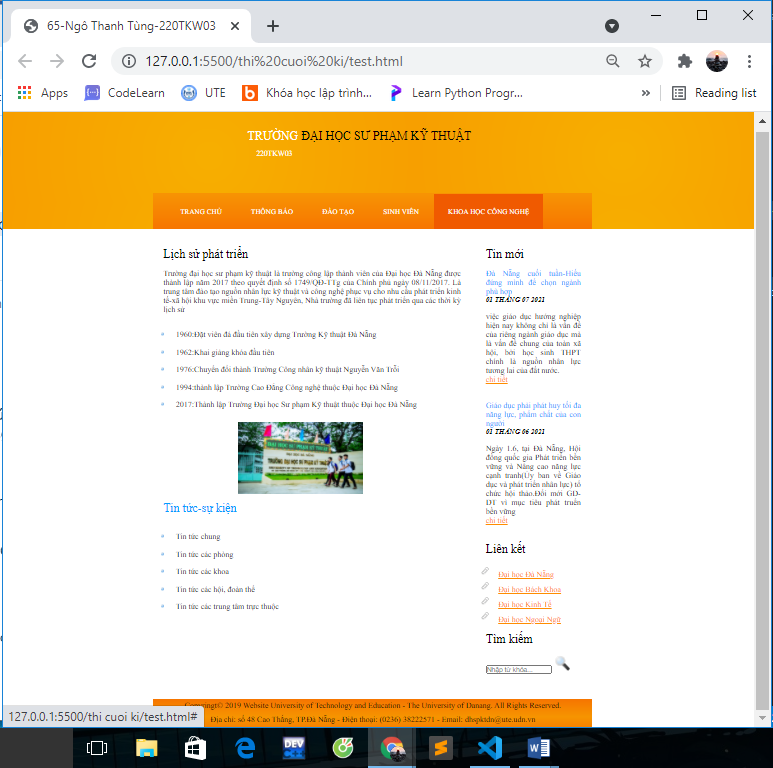 65-Ngô Thanh Tùng-220TKW03
127.0.0.1:5500/thi%20cuoi%20ki/test.html
Apps CodeLearn UTE Khóa học lập trình... Learn Python Progr... » Reading list
TRƯỜNG ĐẠI HỌC SƯ PHẠM KỸ THUẬT
220TKW03
TRANG CHỦ THÔNG BÁO ĐÀO TẠO SINH VIÊN KHOA HỌC CÔNG NGHỆ
Lịch sử phát triển
Trường đại học sư phạm kỹ thuật là trường công lập thành viên của Đại học Đà Nẵng được
thành lập năm 2017 theo quyết định số 1749/QĐ-TTg của Chính phủ ngày 08/11/2017. Là
trung tâm đào tạo nguồn nhân lực kỹ thuật và công nghệ phục vụ cho nhu cầu phát triển kinh
tế-xã hội khu vực miền Trung-Tây Nguyên, Nhà trường đã liên tục phát triển qua các thời kỳ
lịch sử
1960:Đặt viên đá đầu tiên xây dựng Trường Kỹ thuật Đà Nẵng
1962:Khai giảng khóa đầu tiên
1976:Chuyển đổi thành Trường Công nhân kỹ thuật Nguyễn Văn Trỗi
1994:thành lập Trường Cao Đẳng Công nghệ thuộc Đại học Đà Nẵng
2017:Thành lập Trường Đại học Sư phạm Kỹ thuật thuộc Đại học Đà Nẵng
Tin tức-sự kiện
Tin tức chung
Tin tức các phòng
Tin tức các khoa
Tin tức các hội, đoàn thể
Tin tức các trung tâm trực thuộc
Tin mới
Đà Nẵng cuối tuần-Hiểu
đúng mình để chọn ngành
phù hợp
01 THÁNG 07 2021
việc giáo dục hướng nghiệp
hiện nay không chỉ là vấn đề
của riêng ngành giáo dục mà
là vấn đề chung của toàn xã
hội, bởi học sinh THPT
chính là nguồn nhân lực
tương lai của đất nước.
chi tiết
Giáo dục phải phát huy tối đa
năng lực, phẩm chất của con
người
01 THÁNG 06 2021
Ngày 1.6, tại Đà Nẵng, Hội
đồng quốc gia Phát triển bền
vững và Nâng cao năng lực
cạnh tranh(Uỷ ban về Giáo
dục và phát triển nhân lực) tổ
chức hội thảo.Đổi mới GD-
DT vì mục tiêu phát triển
bền vững
chi tiết
Liên kết
Đại học Đà Nẵng
Đại học Bách Khoa
Đại học Kinh Tế
Đại học Ngoại Ngữ
Tìm kiếm
Nhập từ khóa...
Copyright© 2019 Website University of Technology and Education - The University of Danang. All Rights Reserved.
Địa chỉ: số 48 Cao Thắng, TP.Đà Nẵng - Điện thoại: (0236) 38222571 - Email: dhspktdn@ute.udn.vn
127.0.0.1:5500/thi cuoi ki/test.html#